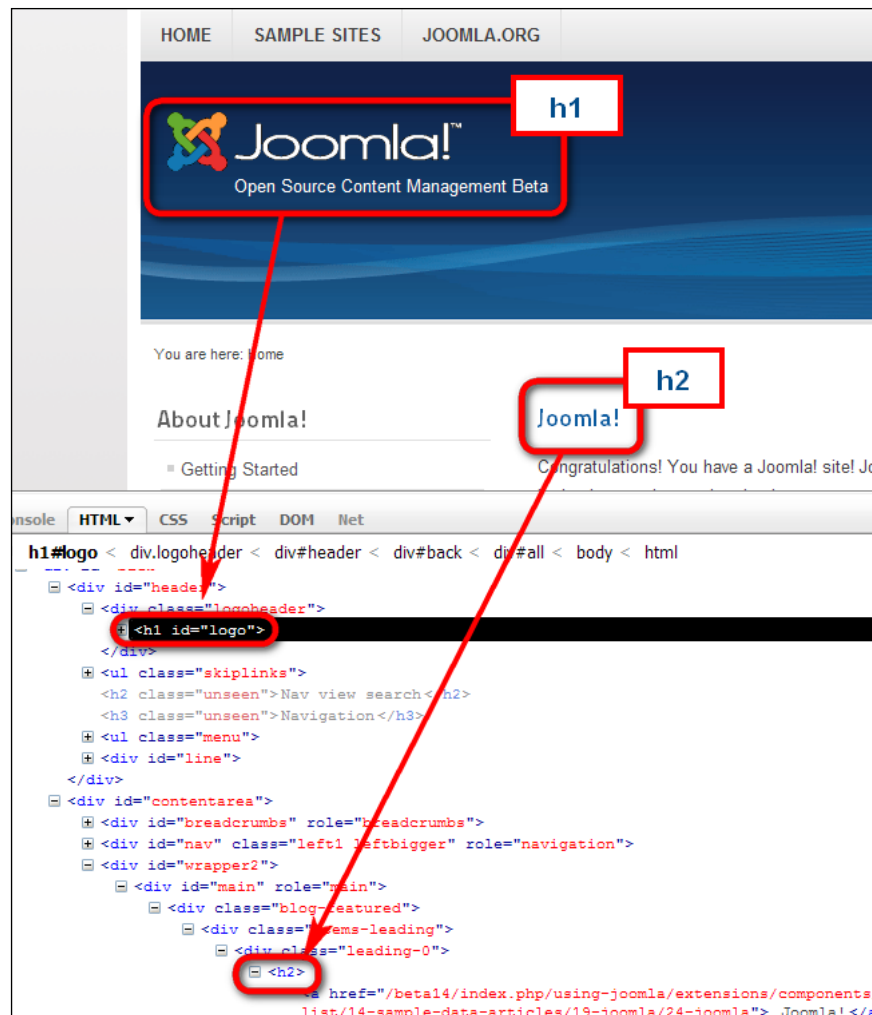 HOME SAMPLE SITES JOOMLA.ORG
h1
Joomla!™
Open Source Content Management Beta
You are here: Home
h2
About Joomla!
Joomla!
Getting Started
Congratulations! You have a Joomla! site! Jo
onsole HTML CSS Script DOM Net
h1#logo < div.logoheader < div#header < div#back < div#all < body < html
<div id="header">
<div class="logoheader">
<h1 id="logo">
</div>
<ul class="skiplinks">
<h2 class="unseen">Nav view search</h2>
<h3 class="unseen">Navigation</h3>
<ul class="menu">
<div id="line">
</div>
<div id="contentarea">
<div id="breadcrumbs" role="breadcrumbs">
<div id="nav" class="left1 leftbigger" role="navigation">
<div id="wrapper2">
<div id="main" role="main">
<div class="blog-featured">
<div class="items-leading">
<div class="leading-0">
<h2>
<a href="/beta14/index.php/using-joomla/extensions/components
list/14-sample-data-articles/19-joomla/24-joomla"> Joomla!</a